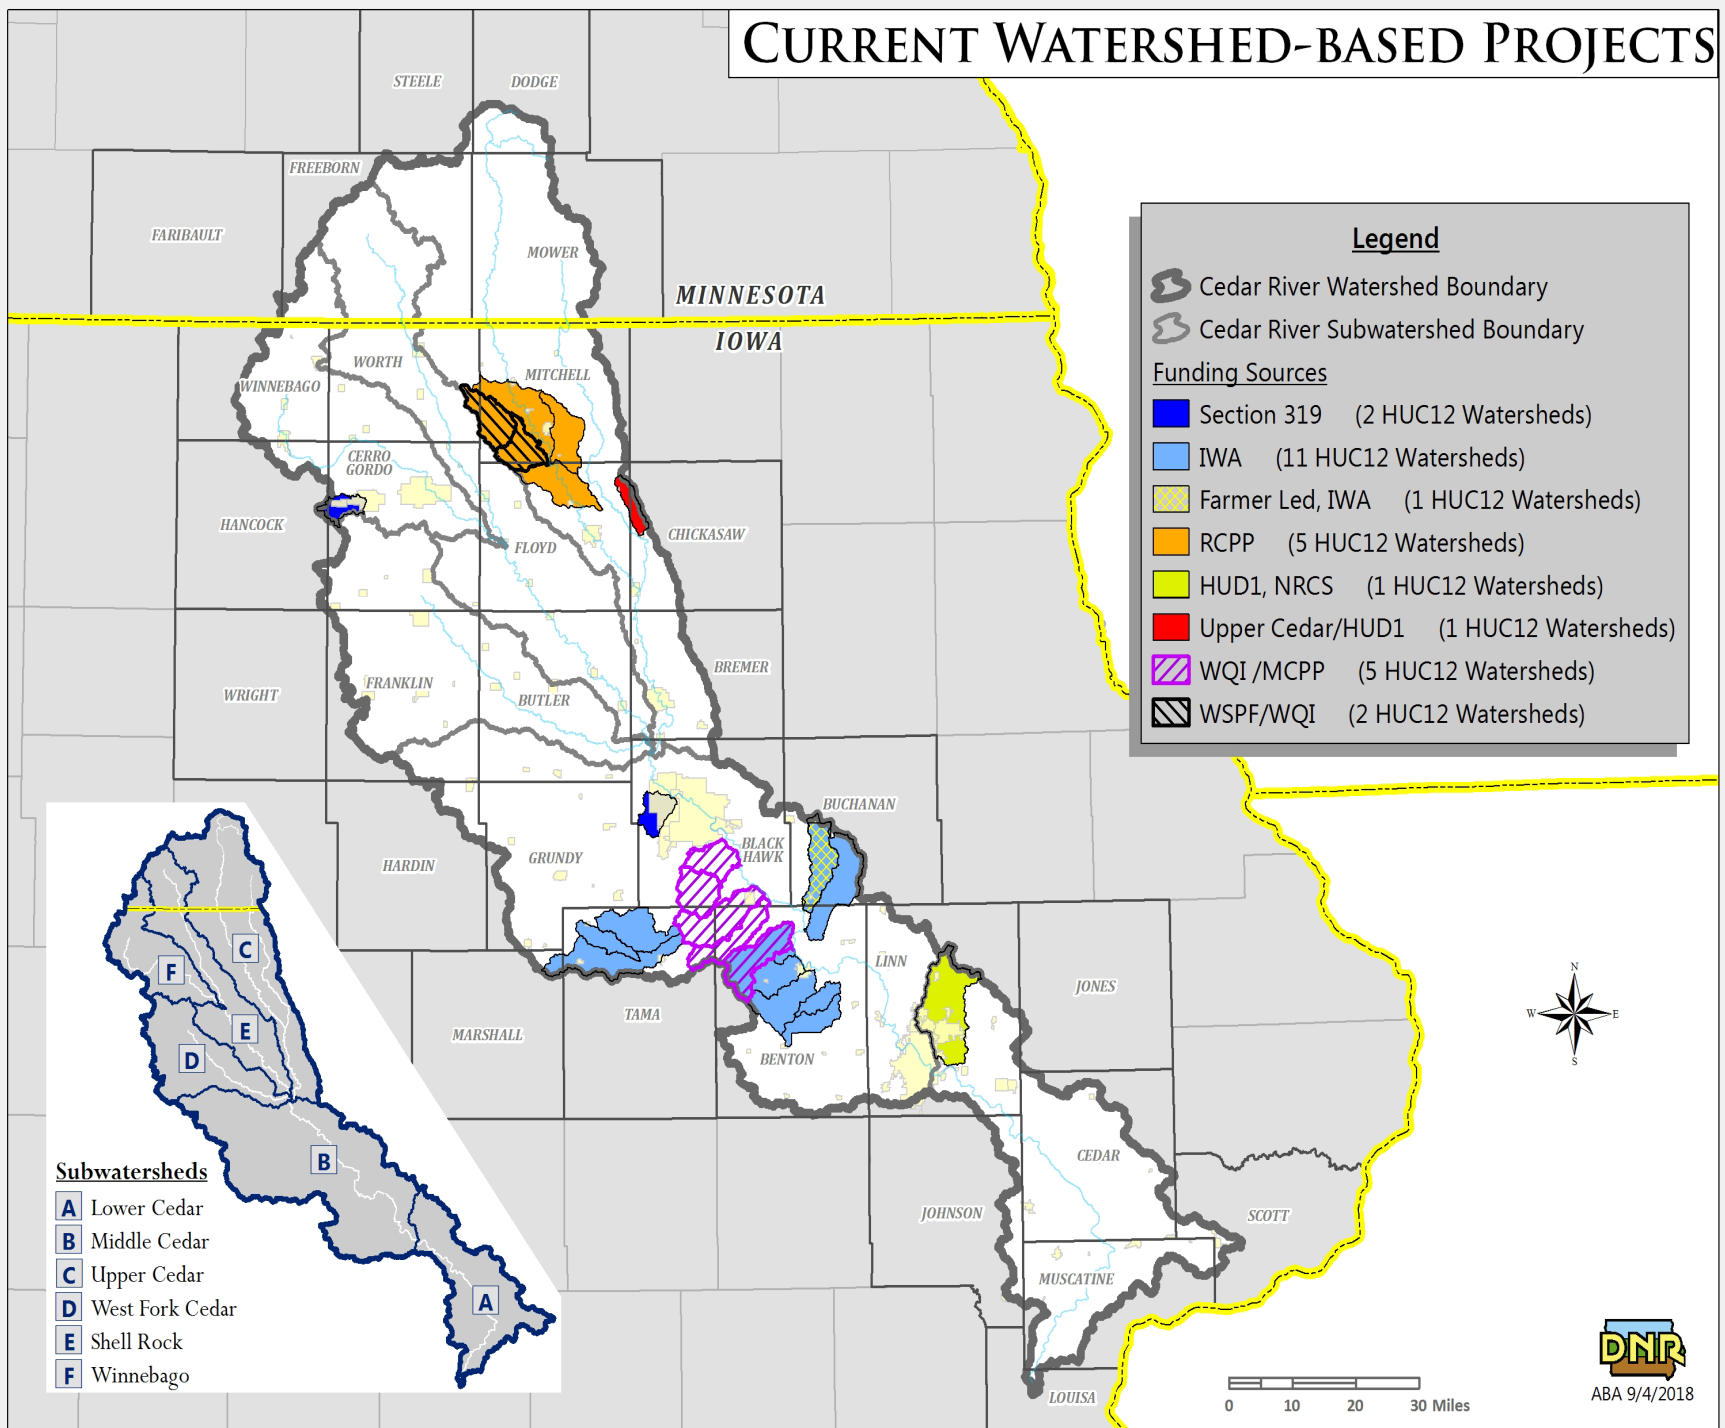 CURRENT WATERSHED-BASED PROJECTS
STEELE
DODGE
FREEBORN
FARIBAULT
MOWER
MINNESOTA
IOWA
WORTH
WINNEBAGO
MITCHELL
CERRO
GORDO
HANCOCK
FLOYD
CHICKASAW
WRIGHT
FRANKLIN
BUTLER
BREMER
HARDIN
GRUNDY
BLACK
HAWK
BUCHANAN
MARSHALL
TAMA
BENTON
LINN
JONES
JOHNSON
CEDAR
SCOTT
MUSCATINE
LOUISA
Legend
Cedar River Watershed Boundary
Cedar River Subwatershed Boundary
Funding Sources
Section 319 (2 HUC12 Watersheds)
IWA (11 HUC12 Watersheds)
Farmer Led, IWA (1 HUC12 Watersheds)
RCPP (5 HUC12 Watersheds)
HUD1, NRCS (1 HUC12 Watersheds)
Upper Cedar/HUD1 (1 HUC12 Watersheds)
WQI /MCPP (5 HUC12 Watersheds)
WSPF/WQI (2 HUC12 Watersheds)
C
F
E
D
B
A
Subwatersheds
A Lower Cedar
B Middle Cedar
C Upper Cedar
D West Fork Cedar
E Shell Rock
F Winnebago
N
W E
S
DNR
ABA 9/4/2018
0 10 20 30 Miles